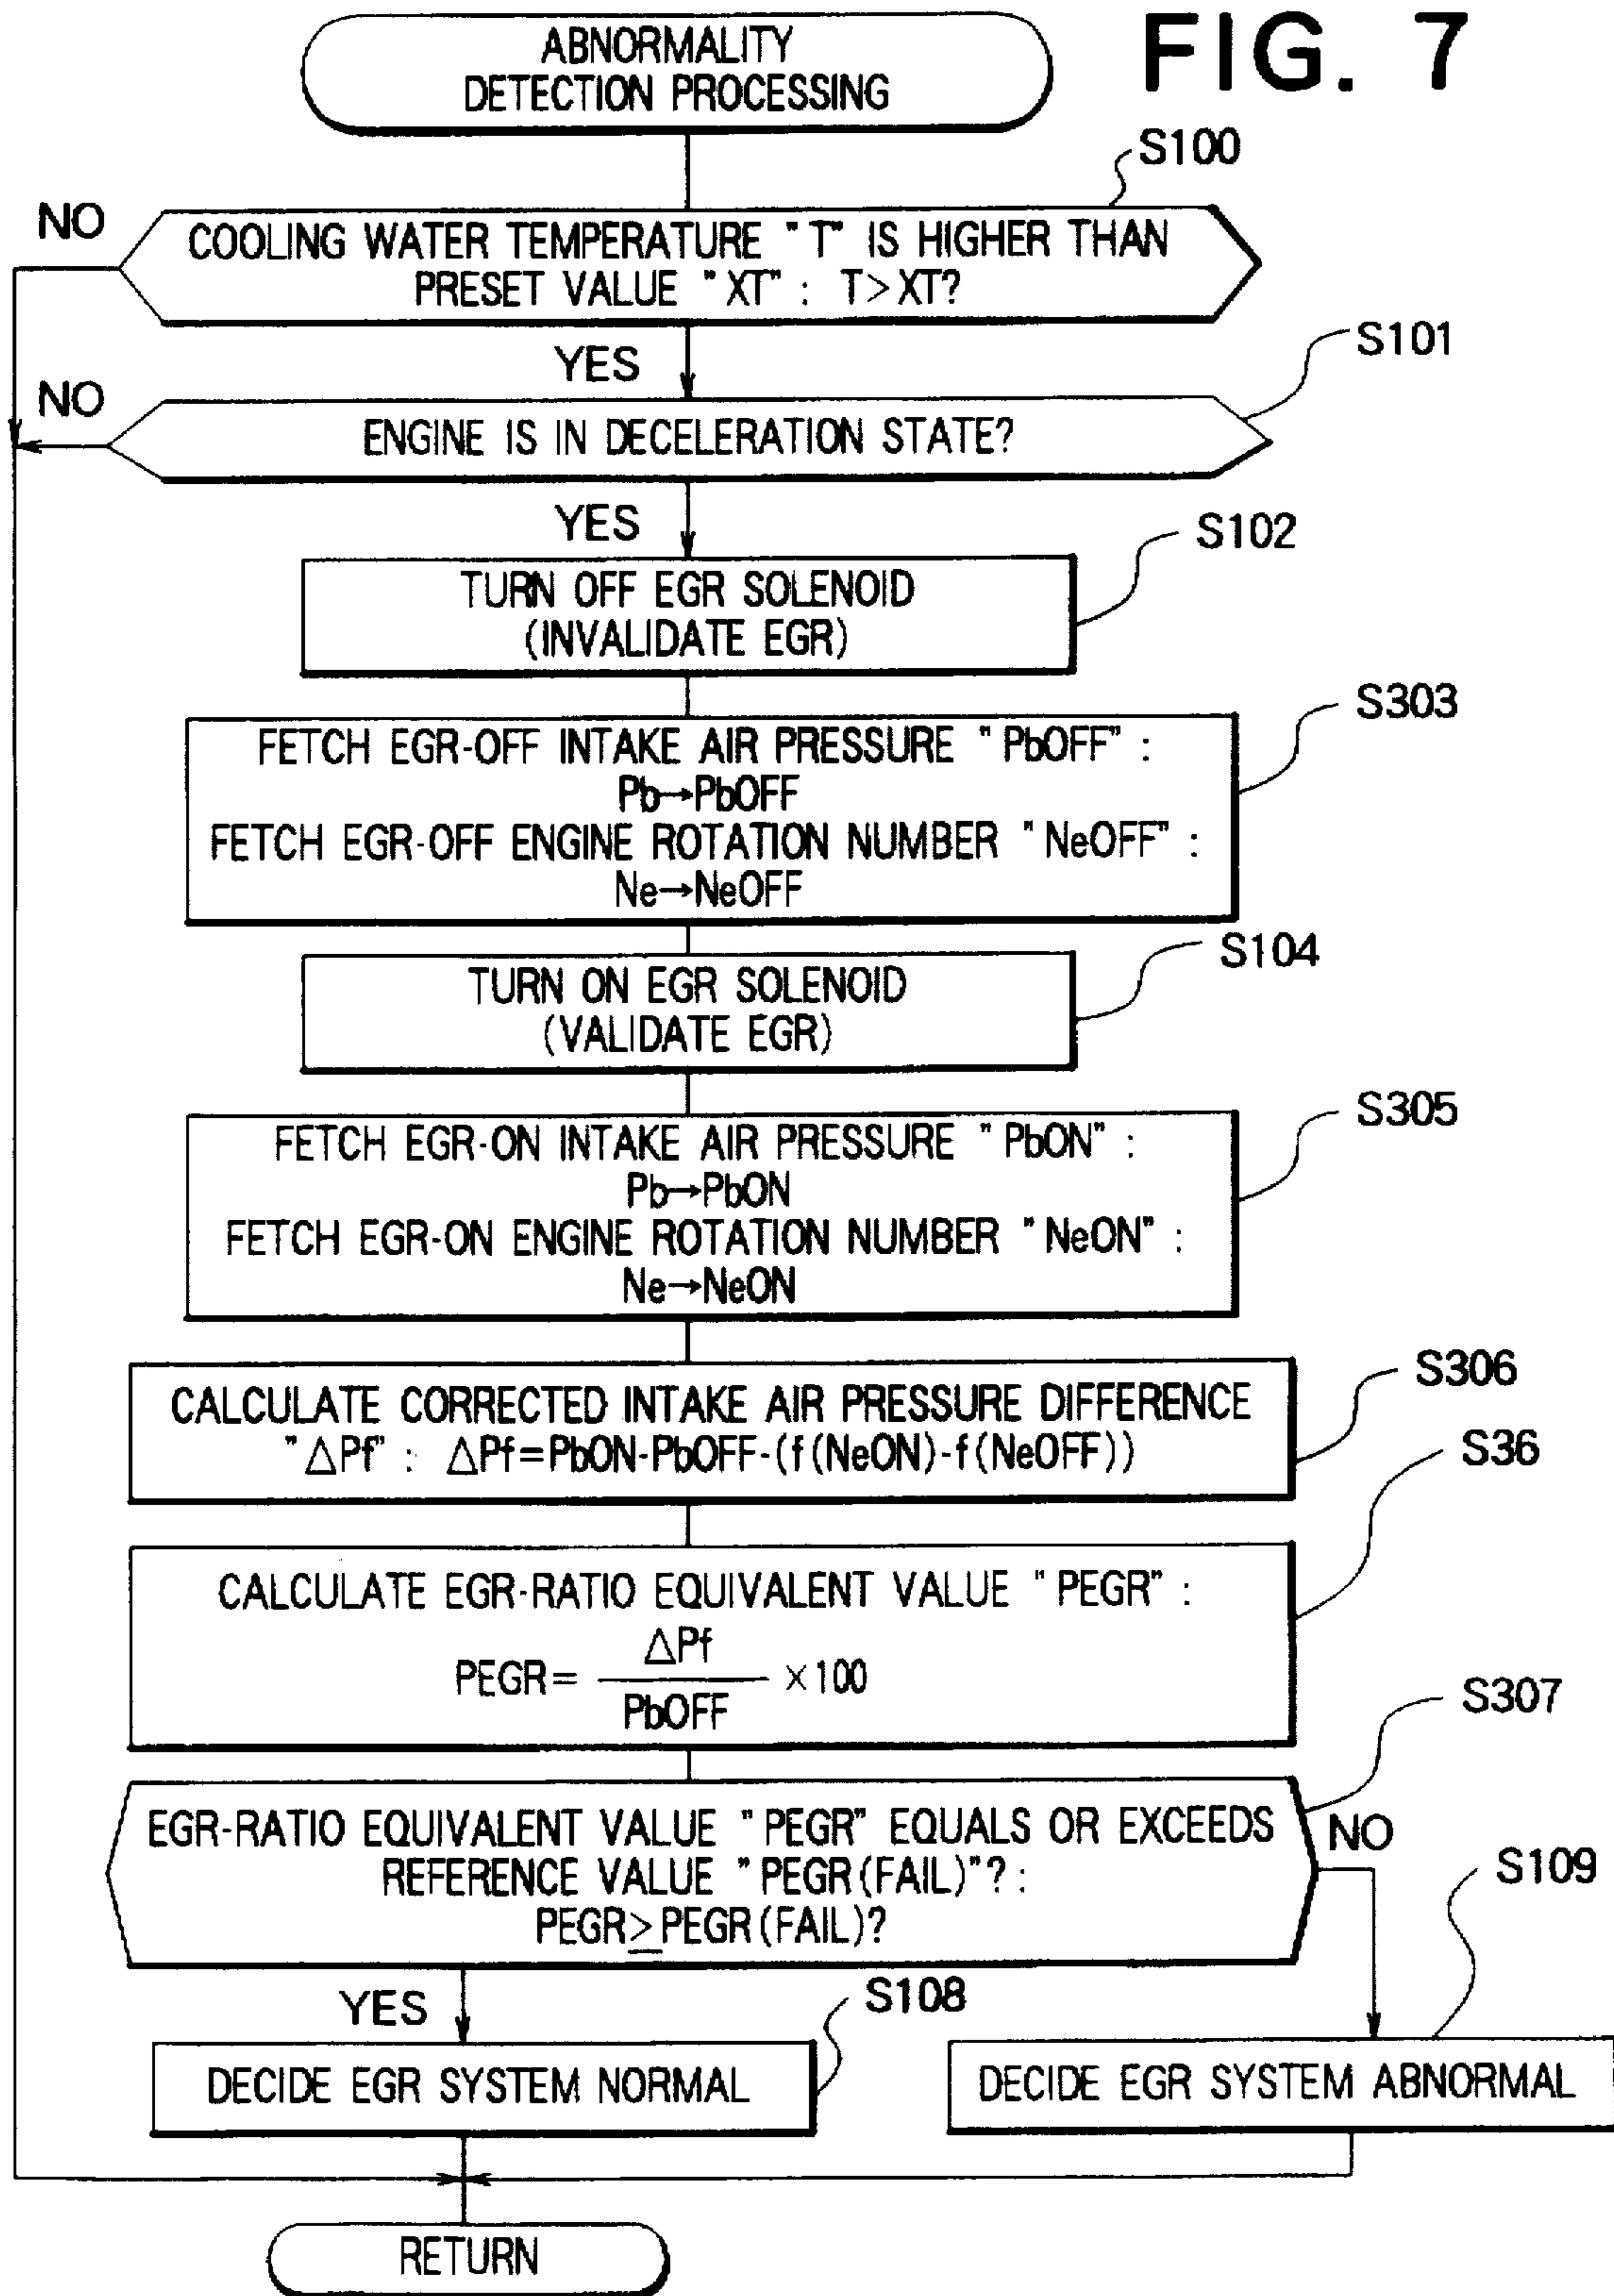 FIG. 7
ABNORMALITY
DETECTION PROCESSING
S100
NO
COOLING WATER TEMPERATURE "T" IS HIGHER THAN
PRESET VALUE "XT" : T>XT?
YES
S101
NO
ENGINE IS IN DECELERATION STATE?
YES
S102
TURN OFF EGR SOLENOID
(INVALIDATE EGR)
S303
FETCH EGR-OFF INTAKE AIR PRESSURE "PbOFF" :
Pb→PbOFF
FETCH EGR-OFF ENGINE ROTATION NUMBER "NeOFF" :
Ne→NeOFF
S104
TURN ON EGR SOLENOID
(VALIDATE EGR)
S305
FETCH EGR-ON INTAKE AIR PRESSURE "PbON" :
Pb→PbON
FETCH EGR-ON ENGINE ROTATION NUMBER "NeON" :
Ne→NeON
S306
CALCULATE CORRECTED INTAKE AIR PRESSURE DIFFERENCE
"△Pf" : △Pf=PbON-PbOFF-(f(NeON)-f(NeOFF))
S36
CALCULATE EGR-RATIO EQUIVALENT VALUE "PEGR" :
△Pf
PEGR= ×100
PbOFF
S307
EGR-RATIO EQUIVALENT VALUE "PEGR" EQUALS OR EXCEEDS
REFERENCE VALUE "PEGR(FAIL)"? :
PEGR≥PEGR(FAIL)?
NO
S109
YES
S108
DECIDE EGR SYSTEM NORMAL
DECIDE EGR SYSTEM ABNORMAL
RETURN